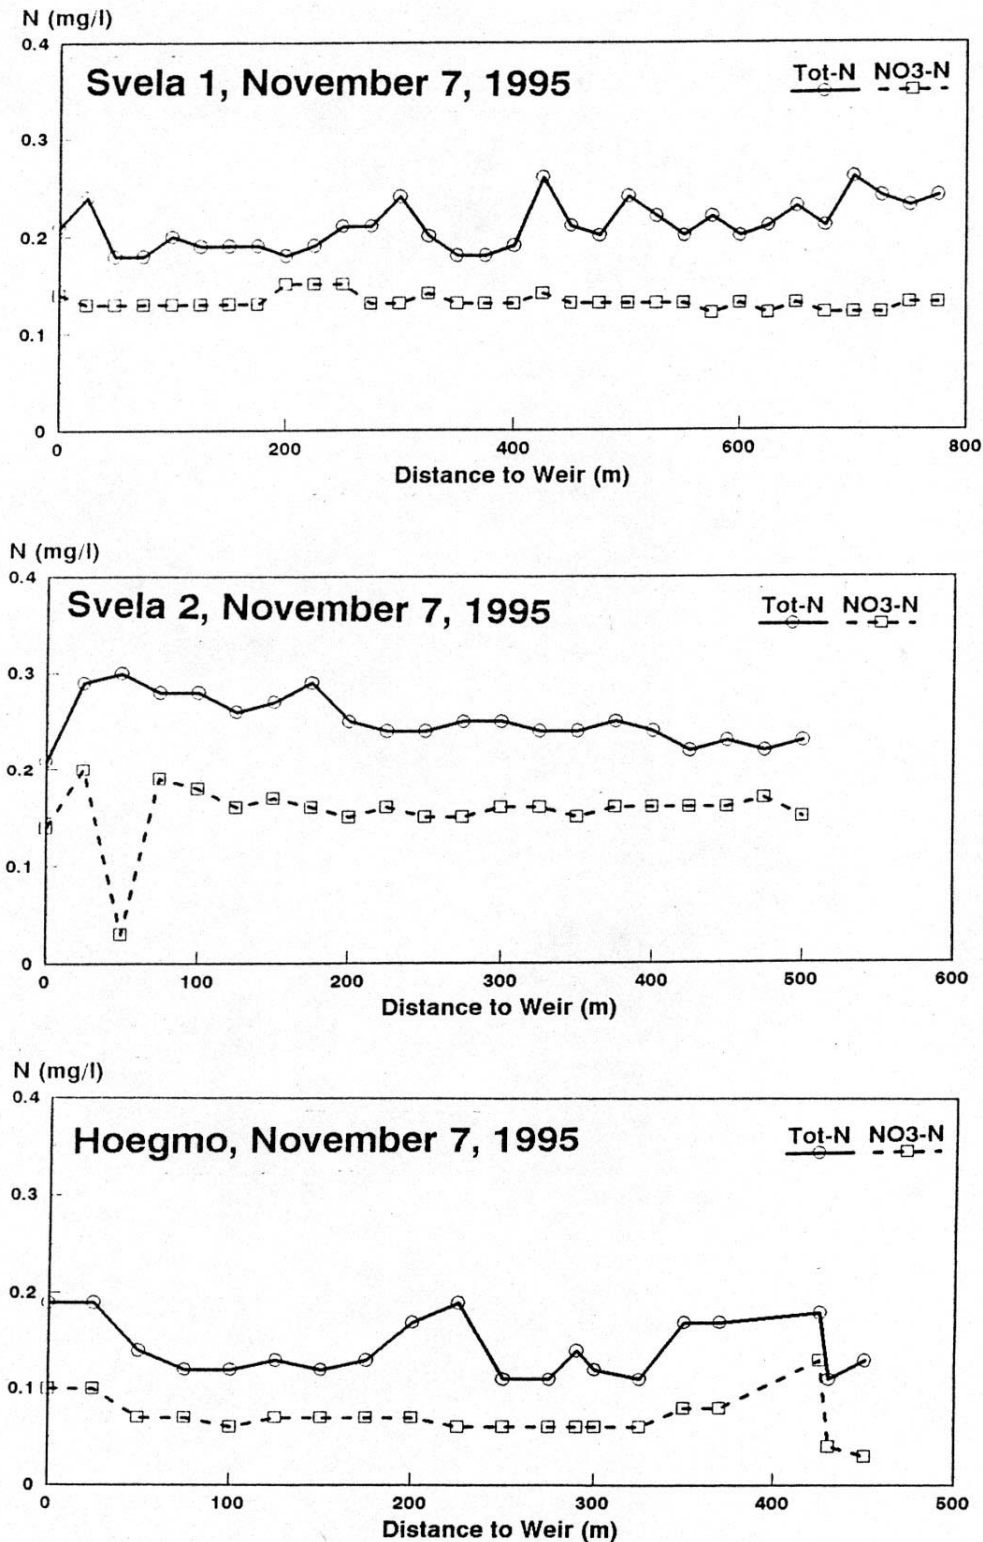 N (mg/l)
0.4
Svela 1, November 7, 1995
Tot-N NO3-N
0.3
0.2
0.1
0
0 200 400 600 800
Distance to Weir (m)
N (mg/l)
0.4
Svela 2, November 7, 1995
Tot-N NO3-N
0.3
0.2
0.1
0
0 100 200 300 400 500 600
Distance to Weir (m)
N (mg/l)
0.4
Hoegmo, November 7, 1995
Tot-N NO3-N
0.3
0.2
0.1
0
0 100 200 300 400 500
Distance to Weir (m)